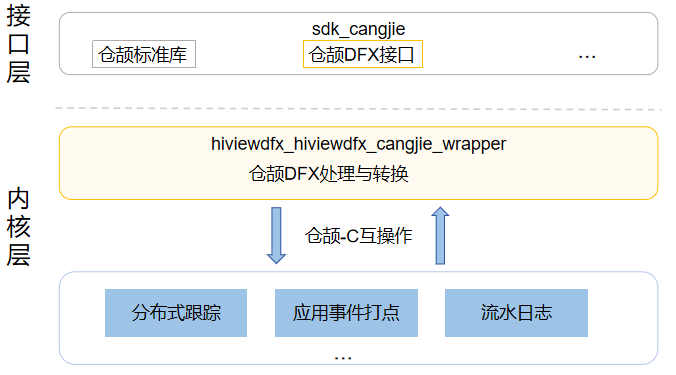 接口层
sdk_cangjie
仓颉标准库
仓颉DFX接口
...
内核层
hiviewdfx_hiviewdfx_cangjie_wrapper
仓颉DFX处理与转换
仓颉-C互操作
分布式跟踪
应用事件打点
流水日志
...